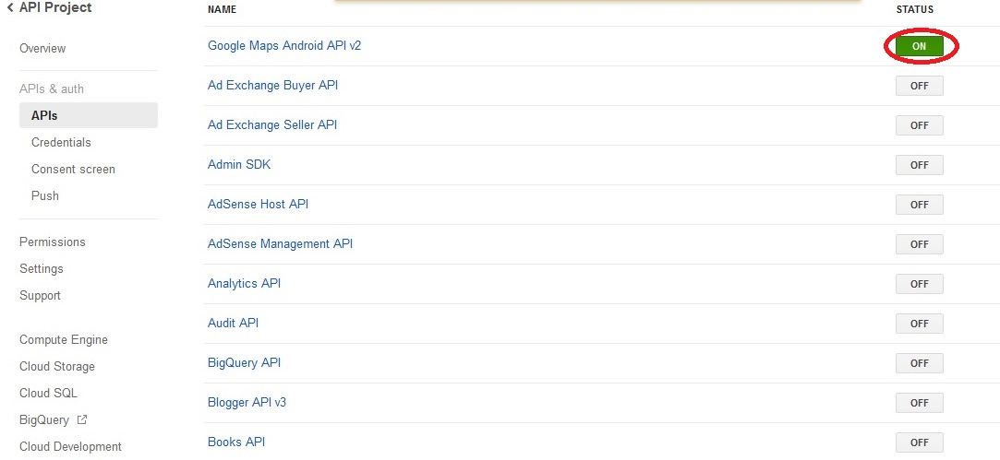 API Project
Overview
APIs & auth
APIs
Credentials
Consent screen
Push
Permissions
Settings
Support
Compute Engine
Cloud Storage
Cloud SQL
BigQuery
Cloud Development
NAME STATUS
Google Maps Android API v2 ON
Ad Exchange Buyer API OFF
Ad Exchange Seller API OFF
Admin SDK OFF
AdSense Host API OFF
AdSense Management API OFF
Analytics API OFF
Audit API OFF
BigQuery API OFF
Blogger API v3 OFF
Books API OFF